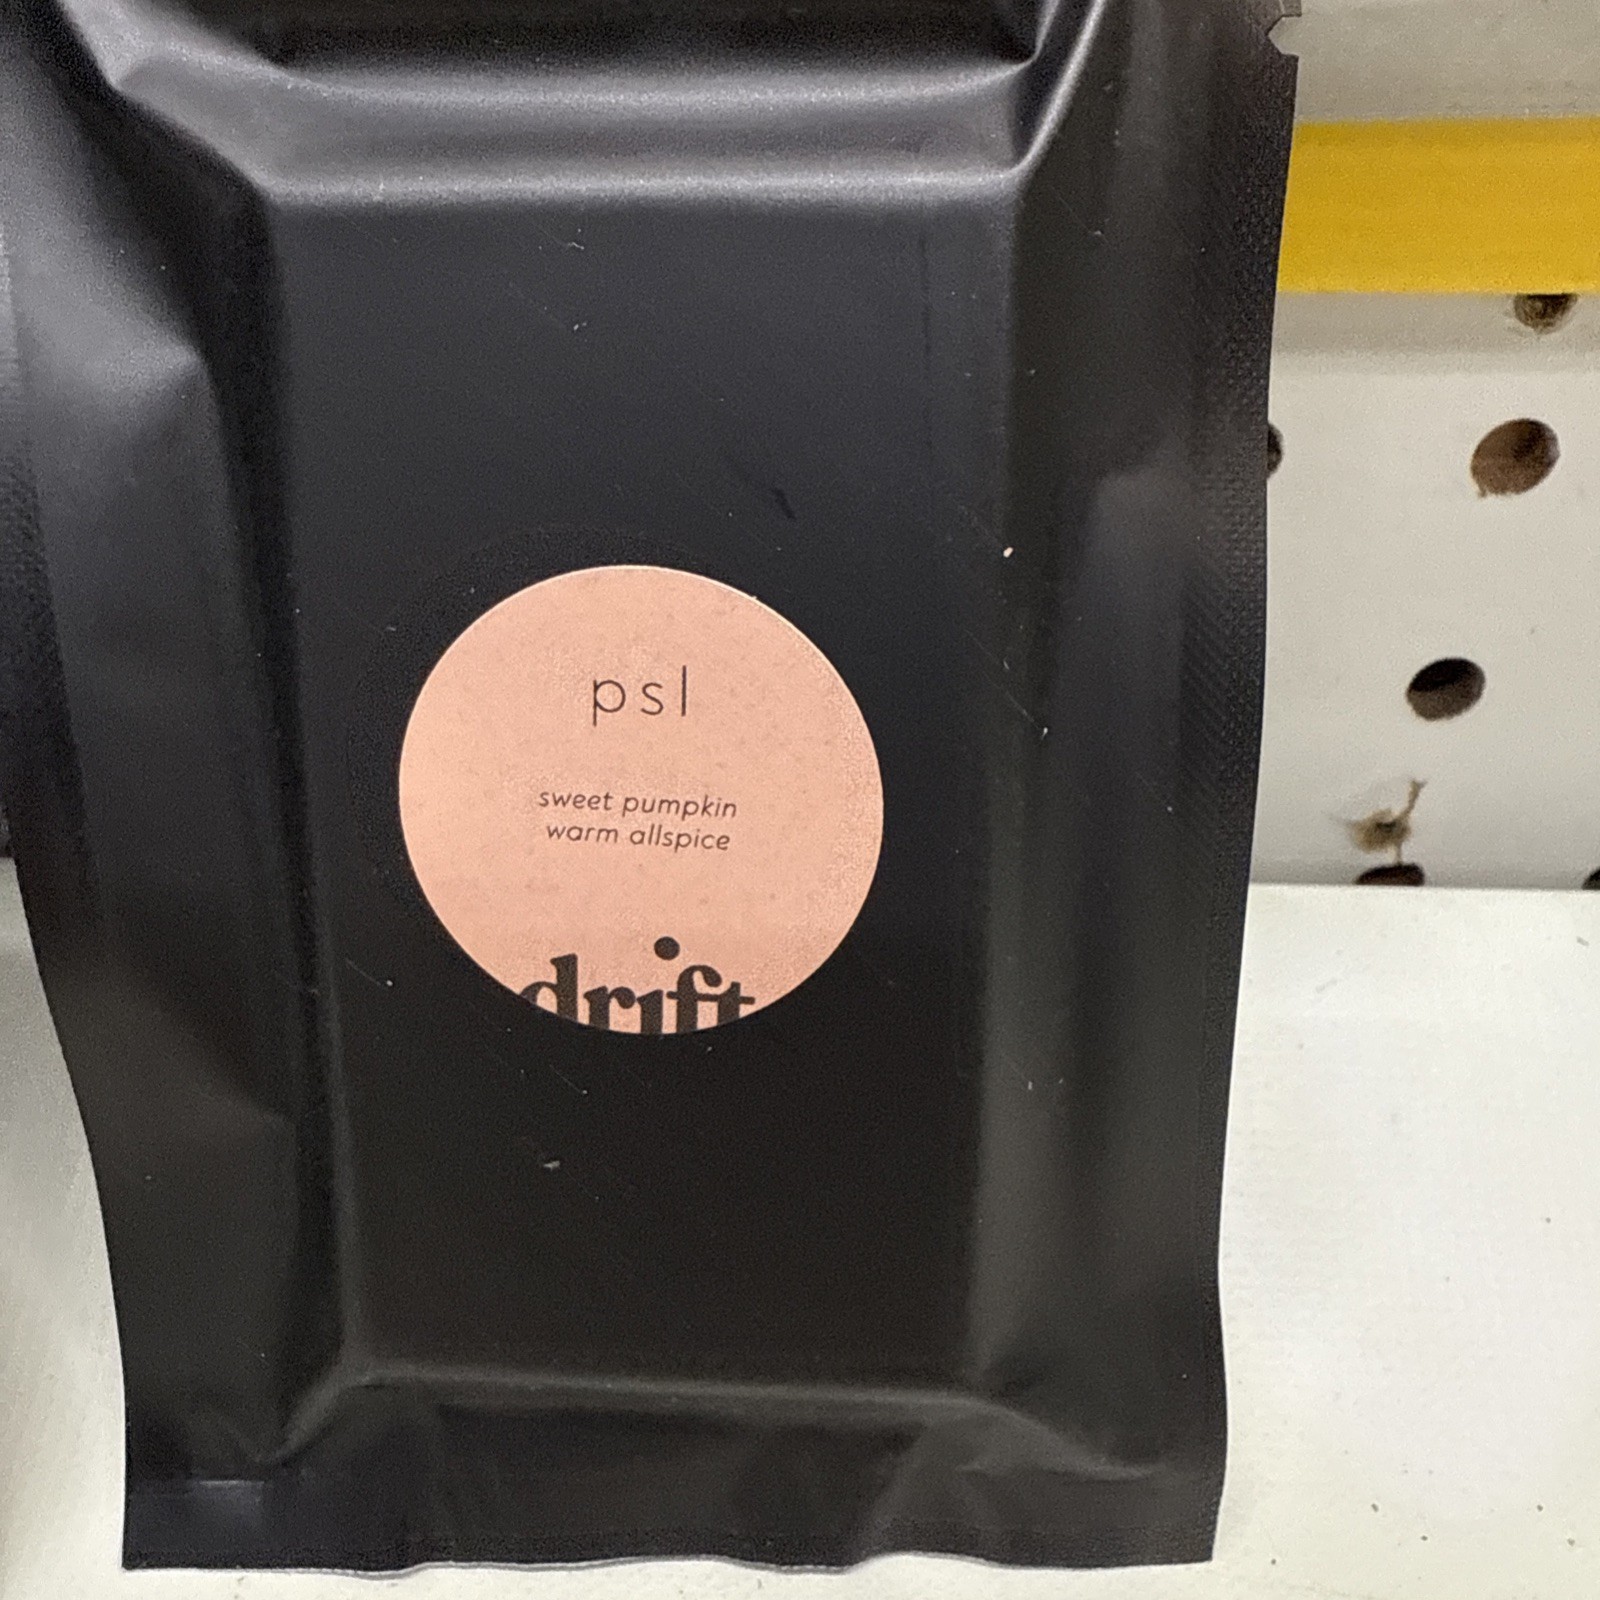 psl
sweet pumpkin
warm allspice
drift